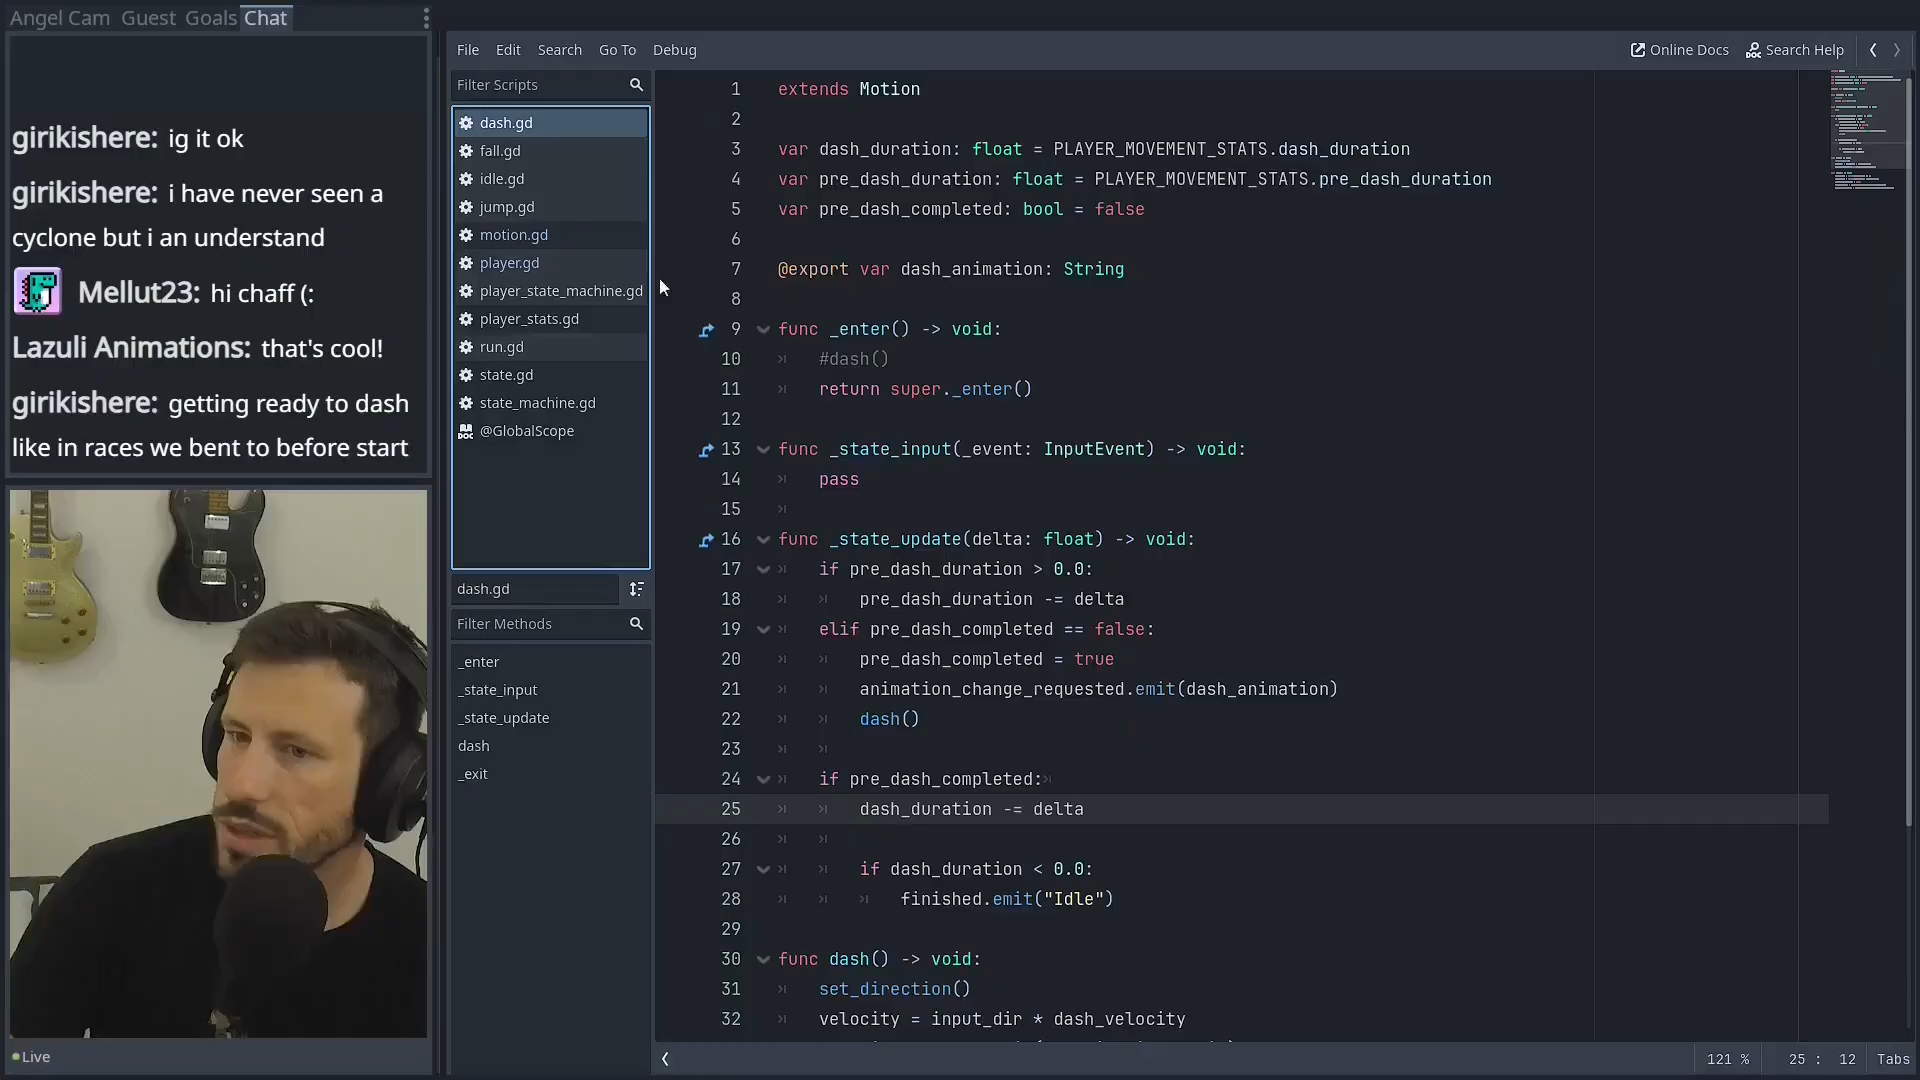 Angel Cam Guest Goals Chat
girikishere: ig it ok
girikishere: i have never seen a
cyclone but i an understand
Mellut23: hi chaff (:
Lazuli Animations: that's cool!
girikishere: getting ready to dash
like in races we bent to before start
Live
File Edit Search Go To Debug
Online Docs Search Help
Filter Scripts
dash.gd
fall.gd
idle.gd
jump.gd
motion.gd
player.gd
player_state_machine.gd
player_stats.gd
run.gd
state.gd
state_machine.gd
@GlobalScope
dash.gd
Filter Methods
_enter
_state_input
_state_update
dash
_exit
1 extends Motion
2
3 var dash_duration: float = PLAYER_MOVEMENT_STATS.dash_duration
4 var pre_dash_duration: float = PLAYER_MOVEMENT_STATS.pre_dash_duration
5 var pre_dash_completed: bool = false
6
7 @export var dash_animation: String
8
9 func _enter() -> void:
10 #dash()
11 return super._enter()
12
13 func _state_input(_event: InputEvent) -> void:
14 pass
15
16 func _state_update(delta: float) -> void:
17 if pre_dash_duration > 0.0:
18 pre_dash_duration -= delta
19 elif pre_dash_completed == false:
20 pre_dash_completed = true
21 animation_change_requested.emit(dash_animation)
22 dash()
23
24 if pre_dash_completed:
25 dash_duration -= delta
26
27 if dash_duration < 0.0:
28 finished.emit("Idle")
29
30 func dash() -> void:
31 set_direction()
32 velocity = input_dir * dash_velocity
121 % 25 : 12 Tabs